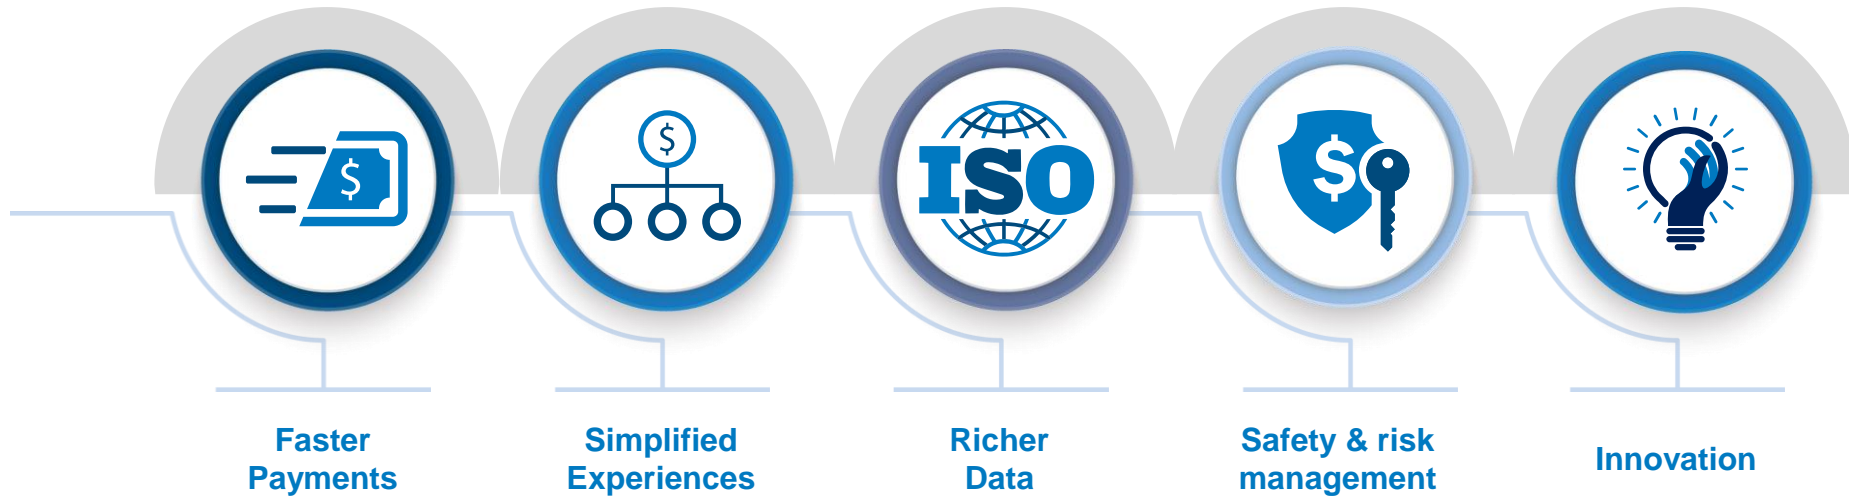 $
$
ISO
$
Faster
Payments
Simplified
Experiences
Richer
Data
Safety & risk
management
Innovation